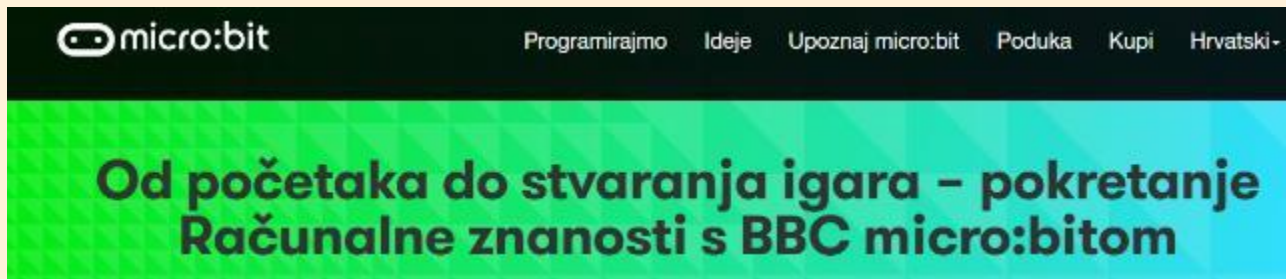 micro:bit Programirajmo Ideje Upoznaj micro:bit Poduka Kupi Hrvatski-
Od početaka do stvaranja igara – pokretanje
Računalne znanosti s BBC micro:bitom